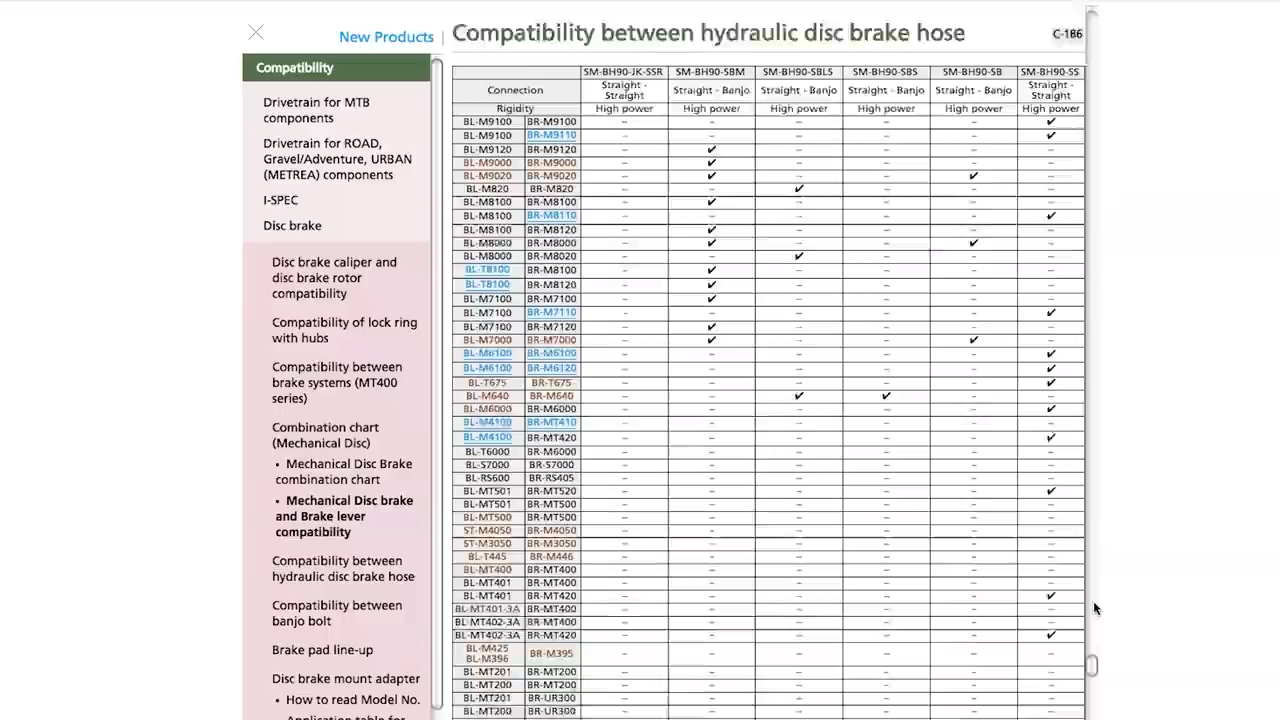 New Products |
Compatibility between hydraulic disc brake hose
C-186
Compatibility
Drivetrain for MTB
components
Drivetrain for ROAD,
Gravel/Adventure, URBAN
(METREA) components
I-SPEC
Disc brake
Disc brake caliper and
disc brake rotor
compatibility
Compatibility of lock ring
with hubs
Compatibility between
brake systems (MT400
series)
Combination chart
(Mechanical Disc)
• Mechanical Disc Brake
combination chart
• Mechanical Disc brake
and Brake lever
compatibility
Compatibility between
hydraulic disc brake hose
Compatibility between
banjo bolt
Brake pad line-up
Disc brake mount adapter
• How to read Model No.
Application table for
SM-BH90-JK-SSR SM-BH90-SBM SM-BH90-SBLS SM-BH90-SBS SM-BH90-SB SM-BH90-SS
Connection Straight - Straight Straight - Banjo Straight - Banjo Straight - Banjo Straight - Banjo Straight - Straight
Rigidity High power High power High power High power High power High power
BL-M9100 BR-M9100 – – – – – ✔
BL-M9100 BR-M9110 – – – – – ✔
BL-M9120 BR-M9120 – ✔ – – – –
BL-M9000 BR-M9000 – ✔ – – – –
BL-M9020 BR-M9020 – ✔ – – ✔ –
BL-M820 BR-M820 – – ✔ – – –
BL-M8100 BR-M8100 – ✔ – – – –
BL-M8100 BR-M8110 – – – – – ✔
BL-M8100 BR-M8120 – ✔ – – – –
BL-M8000 BR-M8000 – ✔ – – ✔ –
BL-M8000 BR-M8020 – – ✔ – – –
BL-T8100 BR-M8100 – ✔ – – – –
BL-T8100 BR-M8120 – ✔ – – – –
BL-M7100 BR-M7100 – ✔ – – – –
BL-M7100 BR-M7110 – – – – – ✔
BL-M7100 BR-M7120 – ✔ – – – –
BL-M7000 BR-M7000 – ✔ – – ✔ –
BL-M6100 BR-M6100 – – – – – ✔
BL-M6100 BR-M6120 – – – – – ✔
BL-T675 BR-T675 – – – – – ✔
BL-M640 BR-M640 – – ✔ ✔ – –
BL-M6000 BR-M6000 – – – – – ✔
BL-M4100 BR-MT410 – – – – – –
BL-M4100 BR-MT420 – – – – – ✔
BL-T6000 BR-M6000 – – – – – –
BL-S7000 BR-S7000 – – – – – –
BL-RS600 BR-RS405 – – – – – –
BL-MT501 BR-MT520 – – – – – ✔
BL-MT501 BR-MT500 – – – – – –
BL-MT500 BR-MT500 – – – – – –
ST-M4050 BR-M4050 – – – – – –
ST-M3050 BR-M3050 – – – – – –
BL-T445 BR-M446 – – – – – –
BL-MT400 BR-MT400 – – – – – –
BL-MT401 BR-MT400 – – – – – –
BL-MT401 BR-MT420 – – – – – ✔
BL-MT401-3A BR-MT400 – – – – – –
BL-MT402-3A BR-MT400 – – – – – –
BL-MT402-3A BR-MT420 – – – – – ✔
BL-M425 BL-M396 BR-M395 – – – – – –
BL-MT201 BR-MT200 – – – – – –
BL-MT200 BR-MT200 – – – – – –
BL-MT201 BR-UR300 – – – – – –
BL-MT200 BR-UR300 – – – – – –